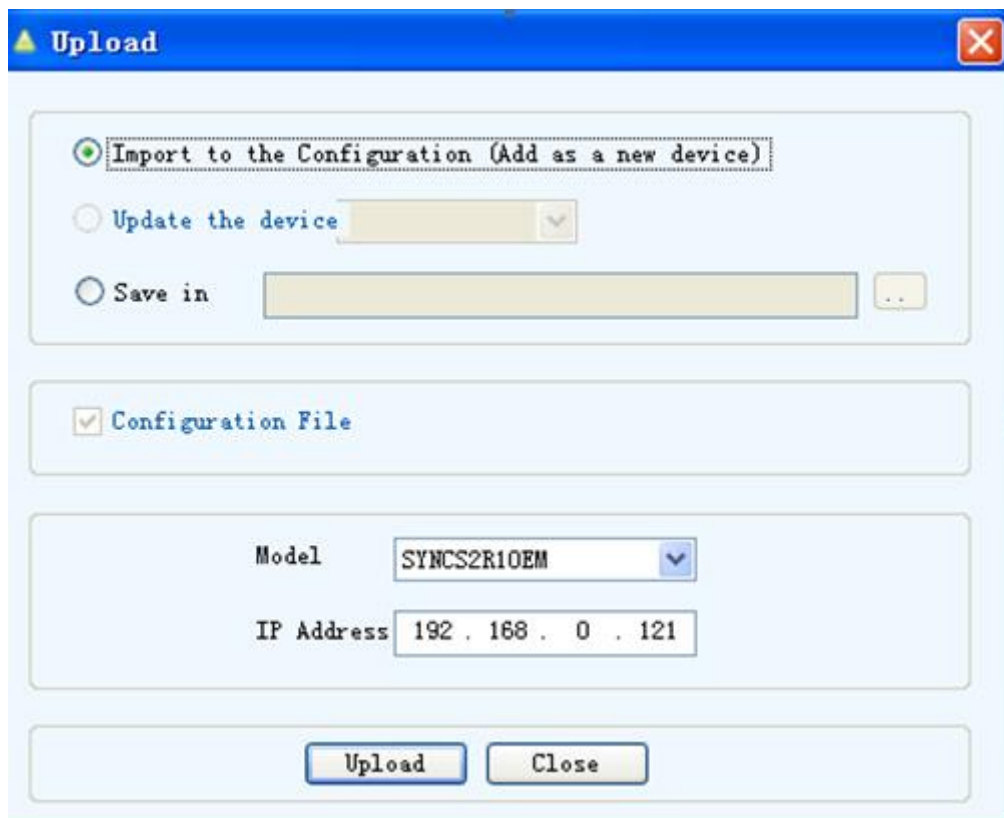 Upload
Import to the Configuration (Add as a new device)
Update the device
Save in
..
Configuration File
Model SYNCS2R10EM
IP Address 192 . 168 . 0 . 121
Upload Close